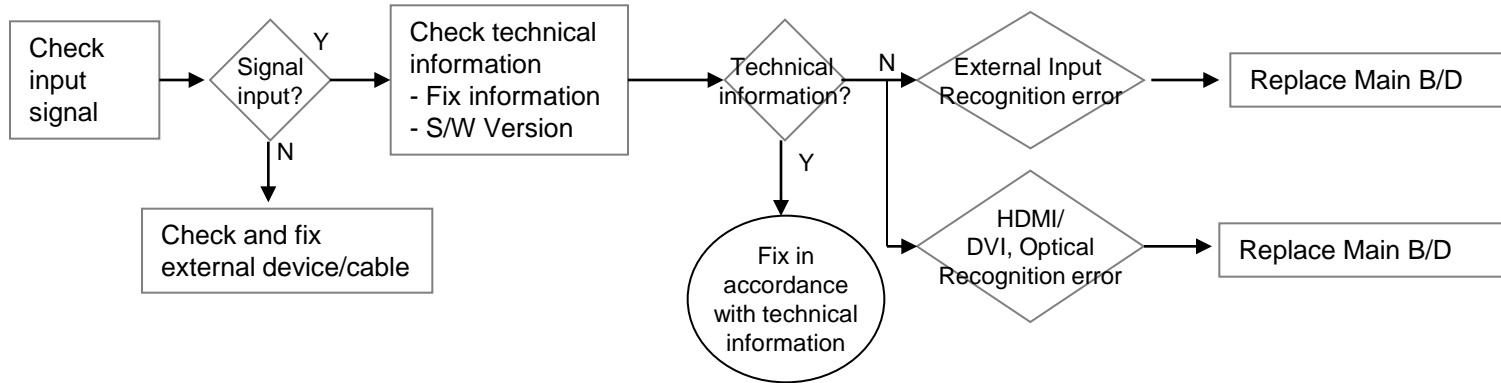 Check
input
signal
Signal
input?
Y
N
Check and fix
external device/cable
Check technical
information
- Fix information
- S/W Version
Technical
information?
N
Y
Fix in
accordance
with technical
information
External Input
Recognition error
Replace Main B/D
HDMI/
DVI, Optical
Recognition error
Replace Main B/D